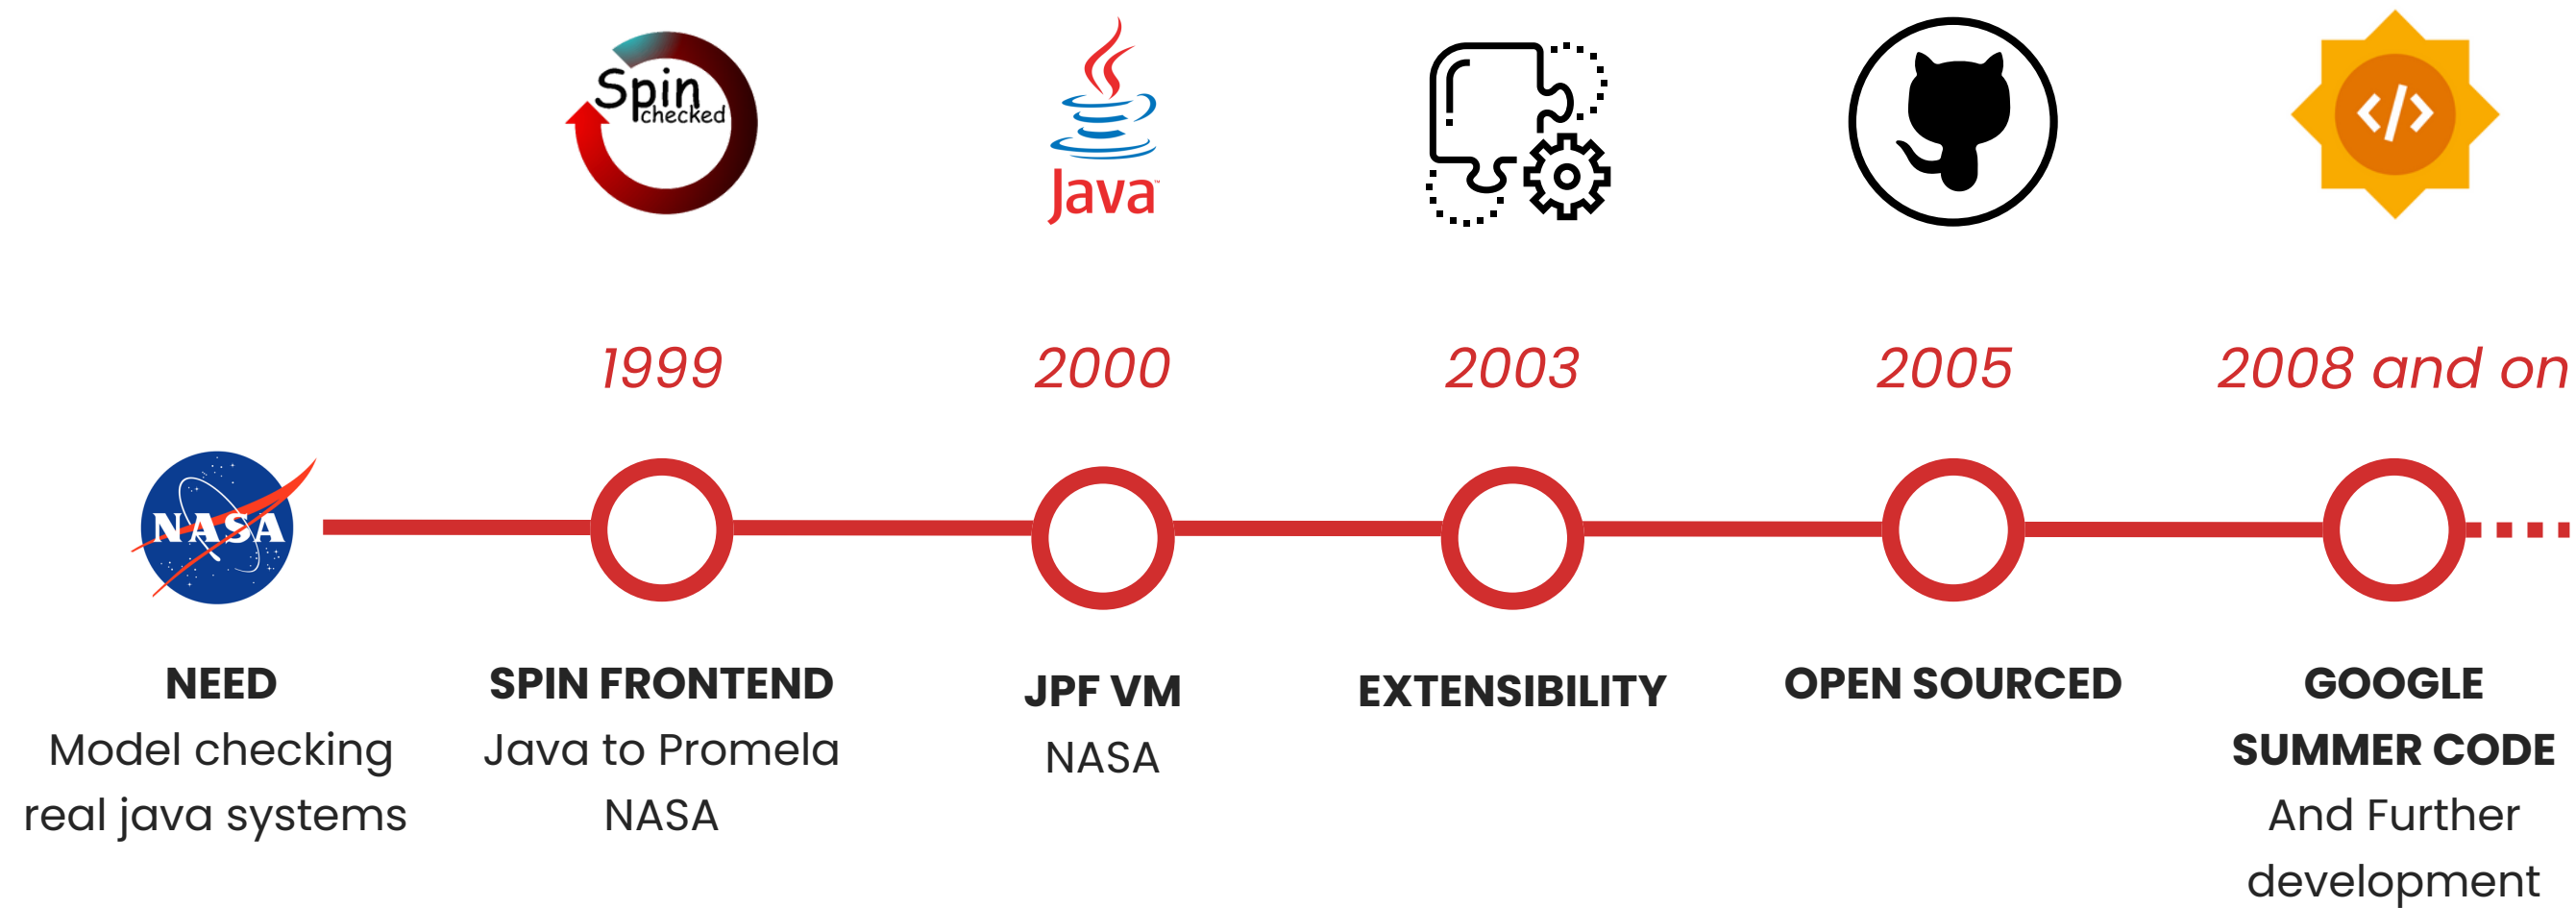 Spin
checked
Java™
</>
1999
2000
2003
2005
2008 and on
NASA
NEED
Model checking
real java systems
SPIN FRONTEND
Java to Promela
NASA
JPF VM
NASA
EXTENSIBILITY
OPEN SOURCED
GOOGLE
SUMMER CODE
And Further
development